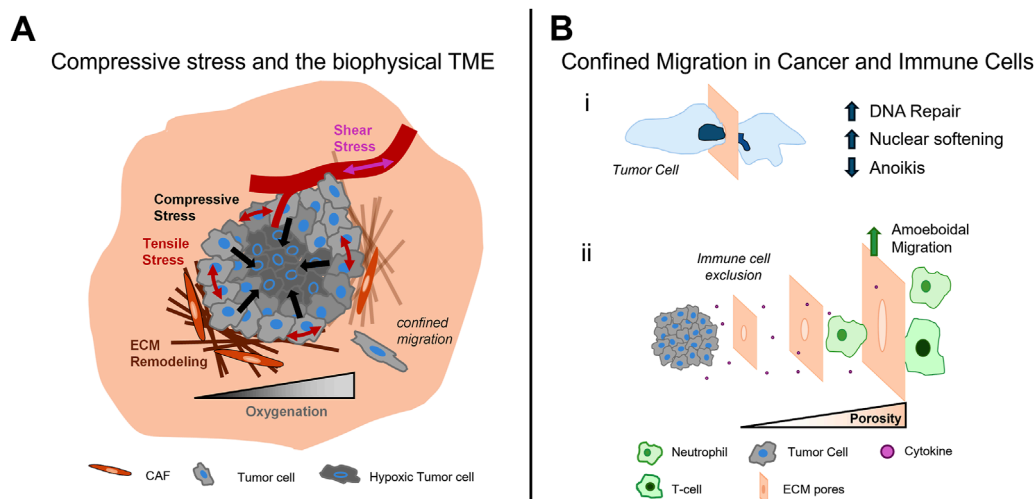 A
Compressive stress and the biophysical TME
Shear
Stress
Compressive
Stress
Tensile
Stress
ECM
Remodeling
confined
migration
Oxygenation
CAF
Tumor cell
Hypoxic Tumor cell
B
Confined Migration in Cancer and Immune Cells
i
Tumor Cell
DNA Repair
Nuclear softening
Anoikis
ii
Immune cell
exclusion
Amoeboidal
Migration
Porosity
Neutrophil
Tumor Cell
Cytokine
T-cell
ECM pores